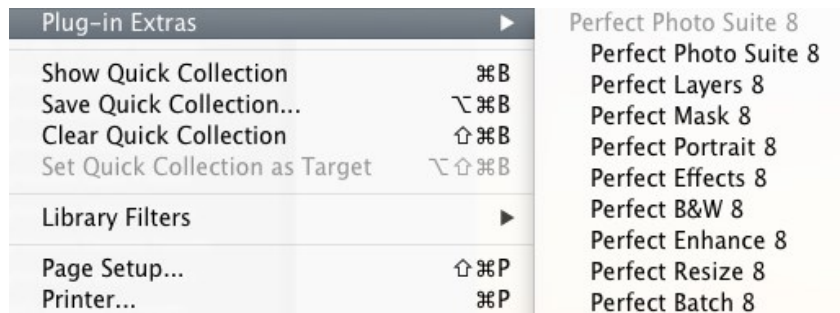 Plug-in Extras ▶
Show Quick Collection ⌘B
Save Quick Collection... ⌥⌘B
Clear Quick Collection ⇧⌘B
Set Quick Collection as Target ⌥⇧⌘B
Library Filters ▶
Page Setup... ⇧⌘P
Printer... ⌘P
Perfect Photo Suite 8
Perfect Photo Suite 8
Perfect Layers 8
Perfect Mask 8
Perfect Portrait 8
Perfect Effects 8
Perfect B&W 8
Perfect Enhance 8
Perfect Resize 8
Perfect Batch 8